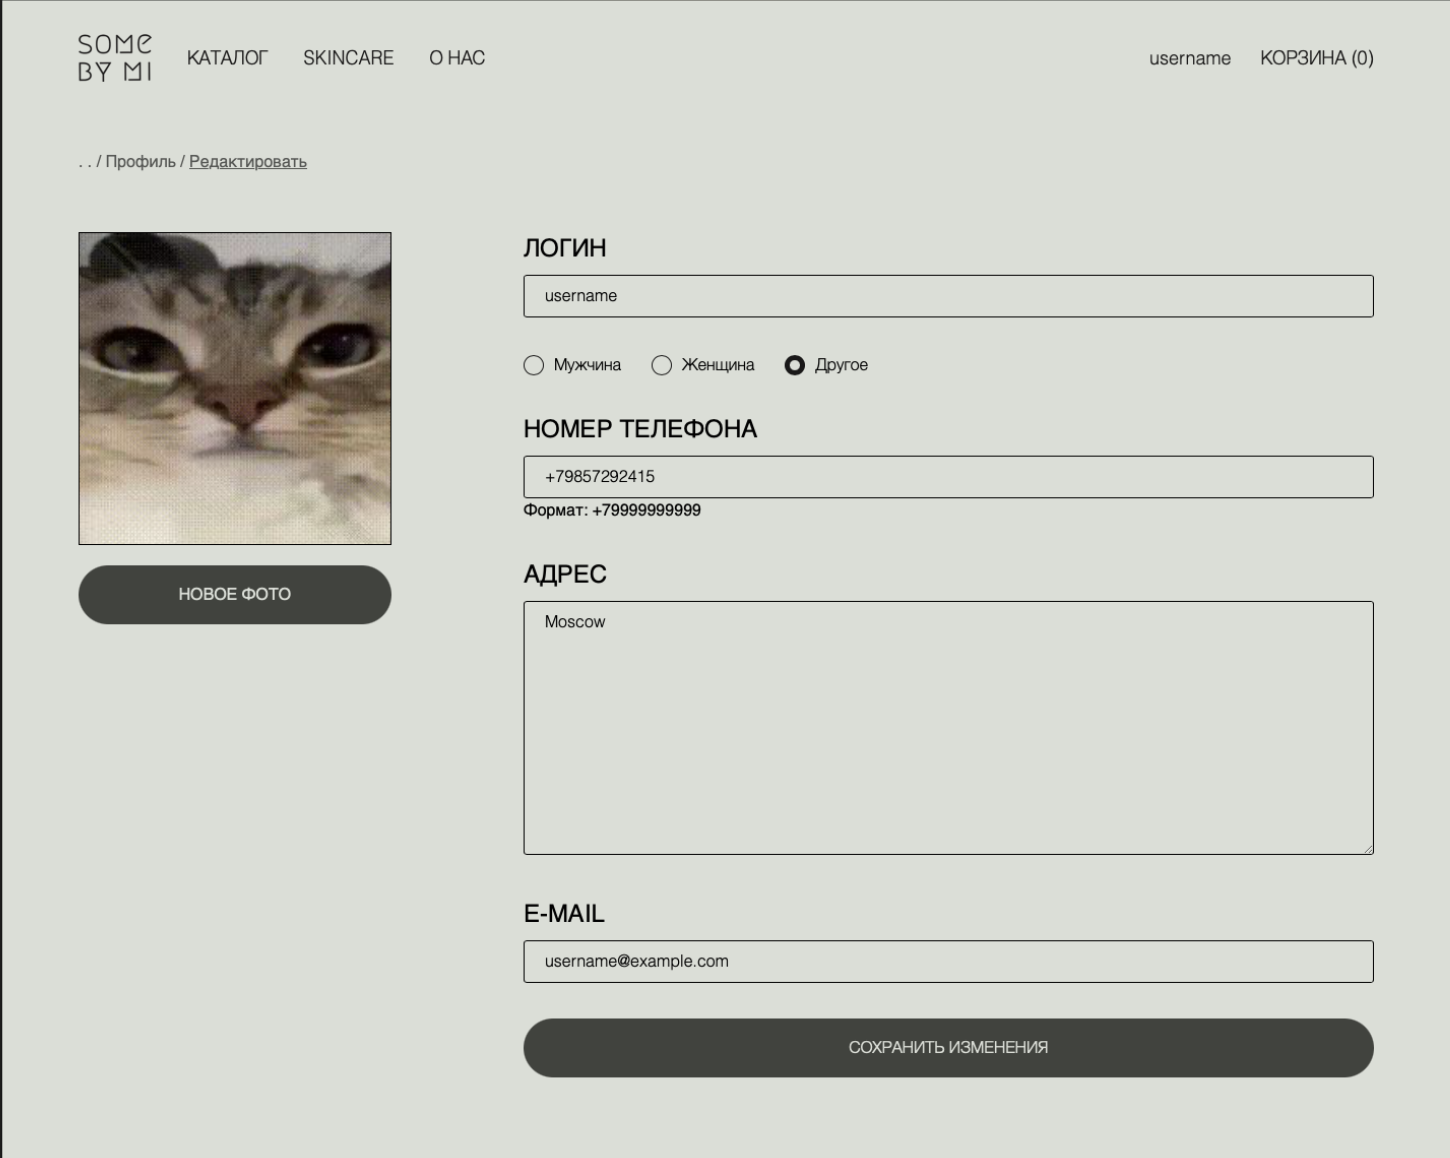 SOME
BY MI
КАТАЛОГ SKINCARE О НАС
username КОРЗИНА (0)
. . / Профиль / Редактировать
НОВОЕ ФОТО
ЛОГИН
username
Мужчина Женщина Другое
НОМЕР ТЕЛЕФОНА
+79857292415
Формат: +79999999999
АДРЕС
Moscow
E-MAIL
username@example.com
СОХРАНИТЬ ИЗМЕНЕНИЯ